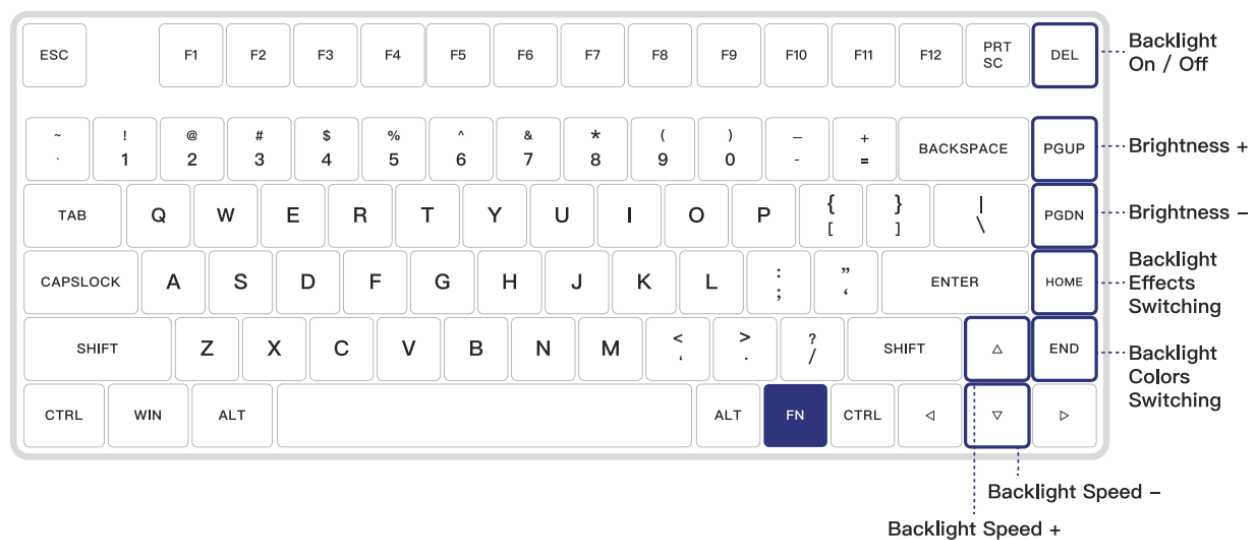 ESC F1 F2 F3 F4 F5 F6 F7 F8 F9 F10 F11 F12 PRT SC DEL
Backlight
On / Off
~ ! @ # $ % ^ & * ( ) — +
` 1 2 3 4 5 6 7 8 9 0 - = BACKSPACE PGUP
Brightness +
TAB Q W E R T Y U I O P { [ } ] | \ PGDN
Brightness –
CAPSLOCK A S D F G H J K L : ; ” ‘ ENTER HOME
Backlight
Effects
Switching
SHIFT Z X C V B N M < ‘ > . ? / SHIFT △ END
Backlight
Colors
Switching
CTRL WIN ALT ALT FN CTRL ◁ ▽ ▷
Backlight Speed –
Backlight Speed +